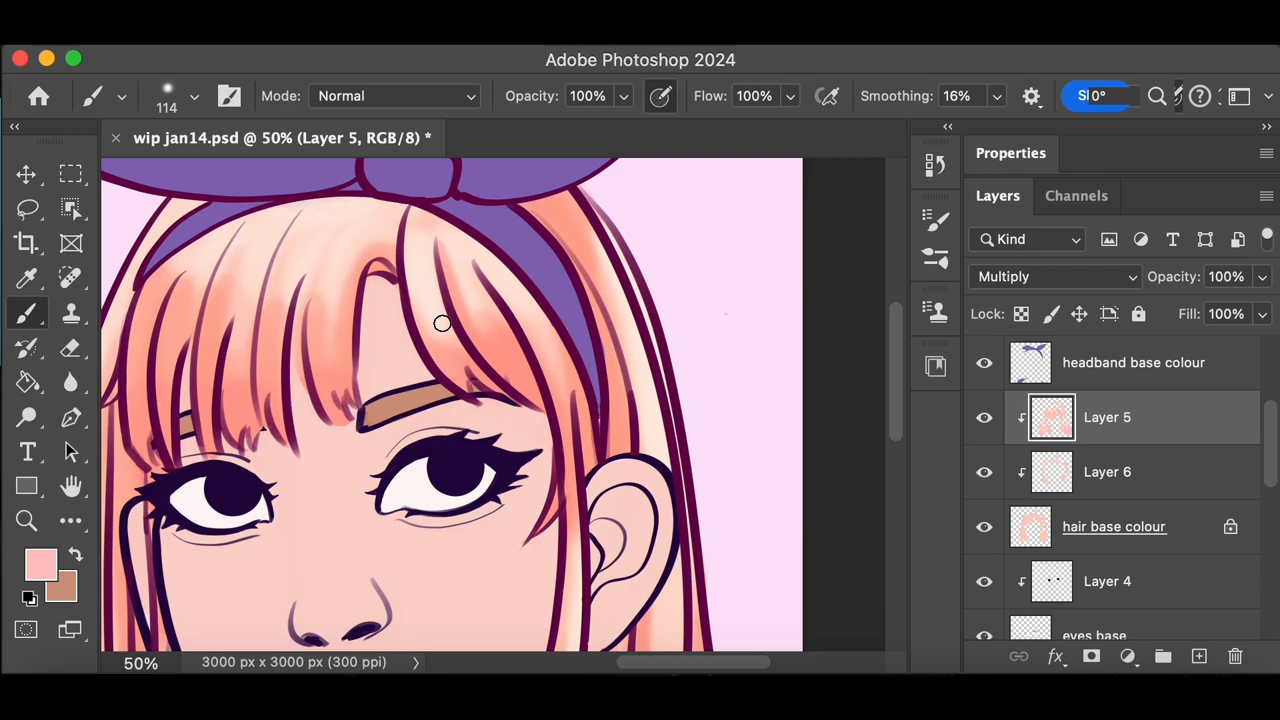 Adobe Photoshop 2024
114
Mode: Normal
Opacity: 100%
Flow: 100%
Smoothing: 16%
0°
wip jan14.psd @ 50% (Layer 5, RGB/8) *
Properties
Layers
Channels
Kind
Multiply
Opacity: 100%
Lock:
Fill: 100%
headband base colour
Layer 5
Layer 6
hair base colour
Layer 4
eyes base
50%
3000 px x 3000 px (300 ppi)